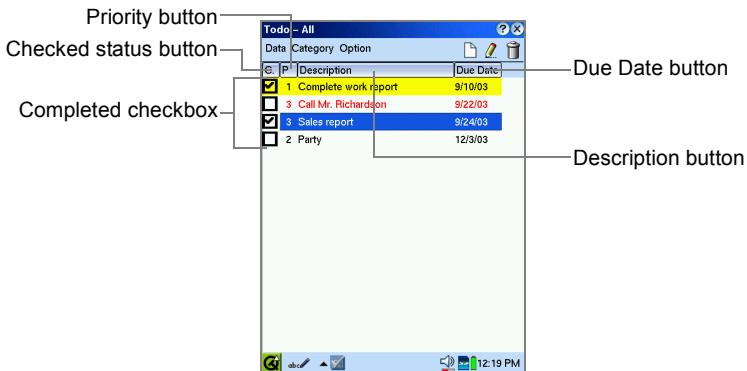 Priority button
Checked status button
Completed checkbox
Todo – All
Data Category Option
C. P Description Due Date
1 Complete work report 9/10/03
3 Call Mr. Richardson 9/22/03
3 Sales report 9/24/03
2 Party 12/3/03
Due Date button
Description button
abc 12:19 PM